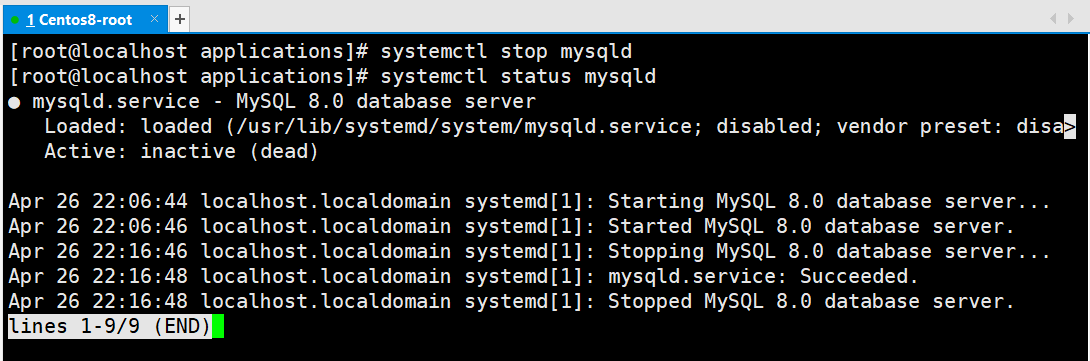 1 Centos8-root × +
[root@localhost applications]# systemctl stop mysqld
[root@localhost applications]# systemctl status mysqld
● mysqld.service - MySQL 8.0 database server
   Loaded: loaded (/usr/lib/systemd/system/mysqld.service; disabled; vendor preset: disa>
   Active: inactive (dead)

Apr 26 22:06:44 localhost.localdomain systemd[1]: Starting MySQL 8.0 database server...
Apr 26 22:06:46 localhost.localdomain systemd[1]: Started MySQL 8.0 database server.
Apr 26 22:16:46 localhost.localdomain systemd[1]: Stopping MySQL 8.0 database server...
Apr 26 22:16:48 localhost.localdomain systemd[1]: mysqld.service: Succeeded.
Apr 26 22:16:48 localhost.localdomain systemd[1]: Stopped MySQL 8.0 database server.
lines 1-9/9 (END)